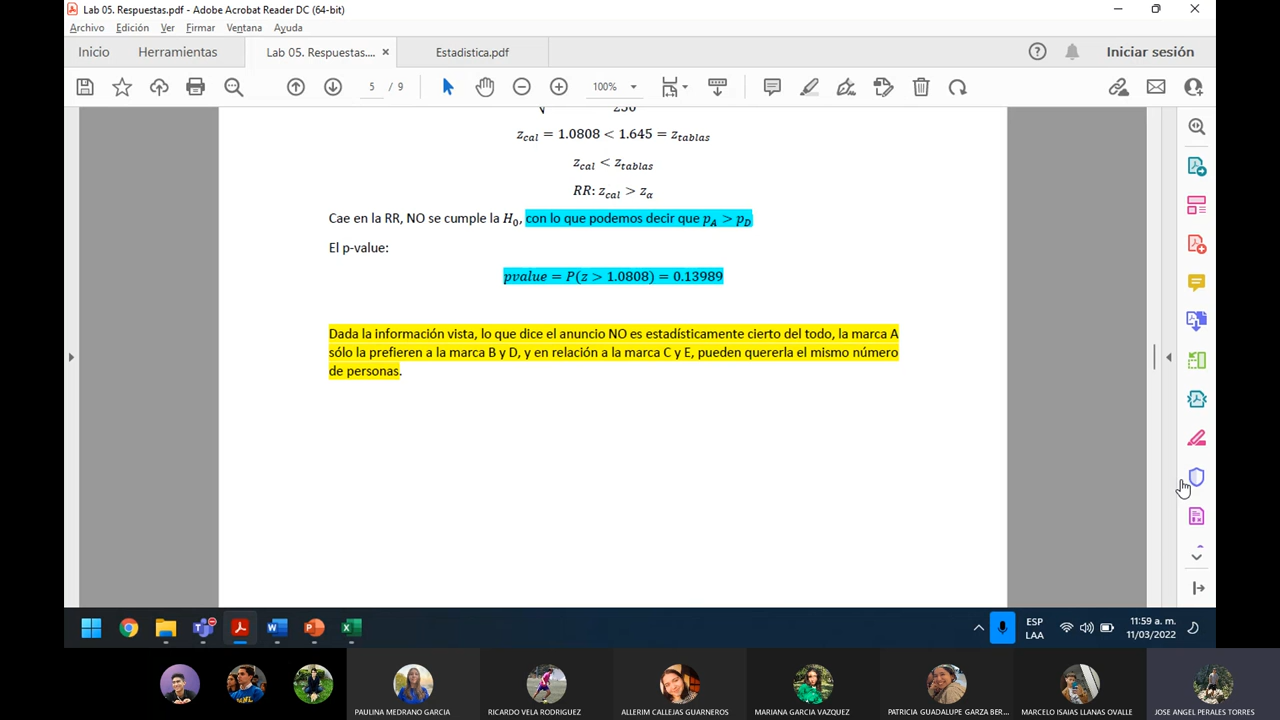 Lab 05. Respuestas.pdf - Adobe Acrobat Reader DC (64-bit)
Archivo Edición Ver Firmar Ventana Ayuda
Inicio Herramientas Lab 05. Respuestas.... × Estadistica.pdf Iniciar sesión
5 / 9 100%
250
z_cal = 1.0808 < 1.645 = z_tablas
z_cal < z_tablas
RR: z_cal > z_α
Cae en la RR, NO se cumple la H_0, con lo que podemos decir que p_A > p_D
El p-value:
pvalue = P(z > 1.0808) = 0.13989
Dada la información vista, lo que dice el anuncio NO es estadísticamente cierto del todo, la marca A
sólo la prefieren a la marca B y D, y en relación a la marca C y E, pueden quererla el mismo número
de personas.
ESP
LAA
11:59 a. m.
11/03/2022
PAULINA MEDRANO GARCIA
RICARDO VELA RODRIGUEZ
ALLERIM CALLEJAS GUARNEROS
MARIANA GARCIA VAZQUEZ
PATRICIA GUADALUPE GARZA BER...
MARCELO ISAIAS LLANAS OVALLE
JOSE ANGEL PERALES TORRES